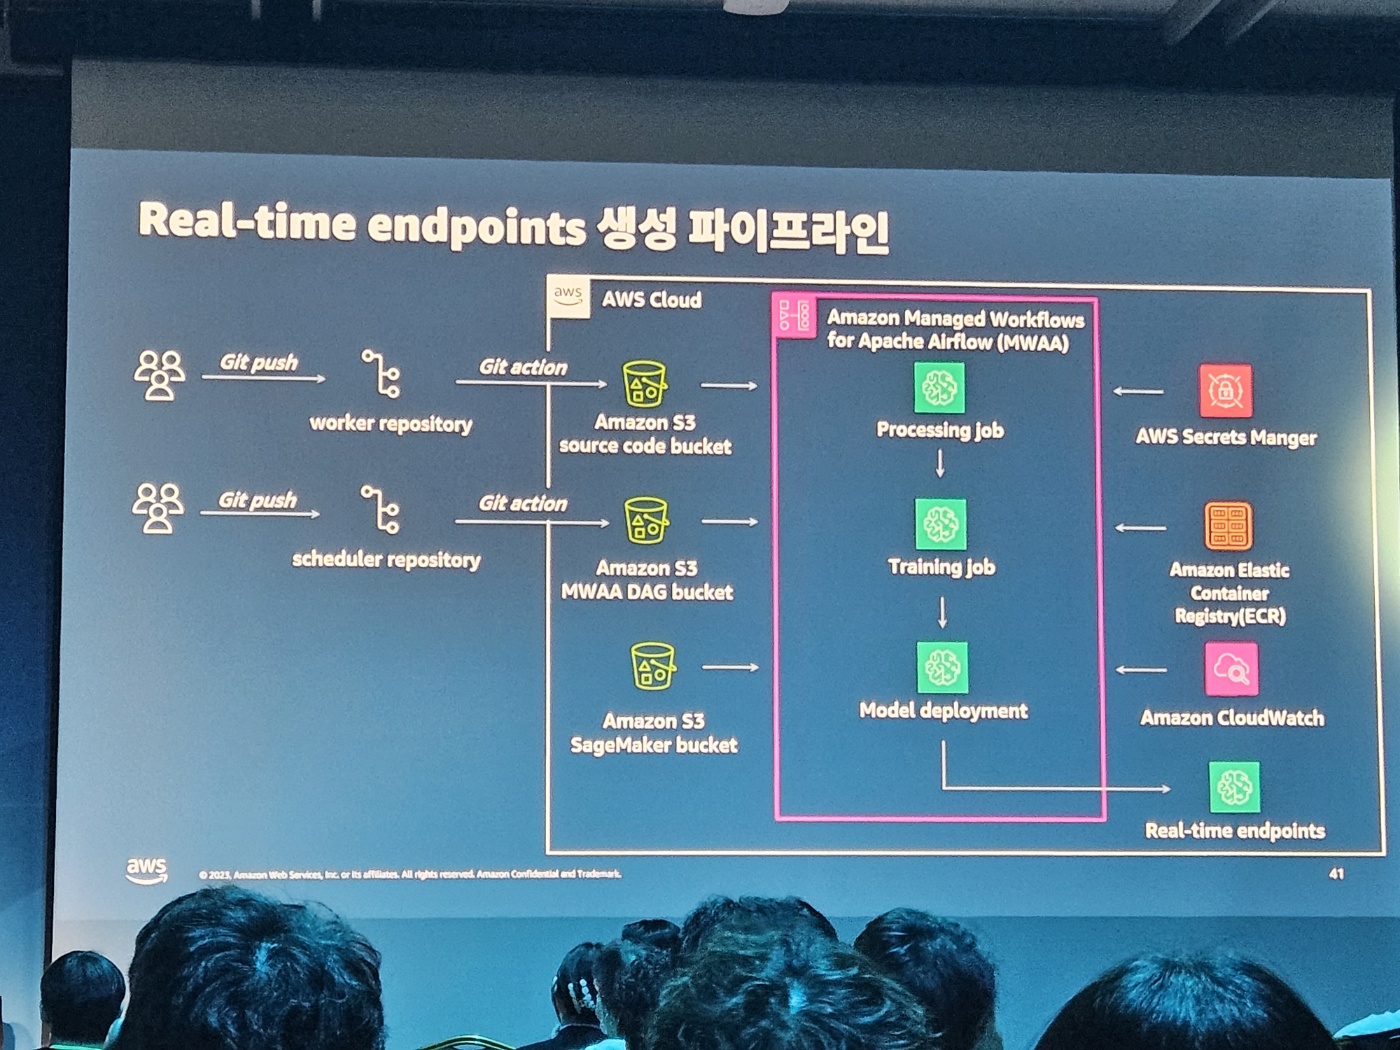 Real-time endpoints 생성 파이프라인
aws
AWS Cloud
Amazon Managed Workflows
for Apache Airflow (MWAA)
Git push
worker repository
Git action
Amazon S3
source code bucket
Processing job
AWS Secrets Manger
Git push
scheduler repository
Git action
Amazon S3
MWAA DAG bucket
Training job
Amazon Elastic
Container
Registry(ECR)
Amazon S3
SageMaker bucket
Model deployment
Amazon CloudWatch
Real-time endpoints
aws
© 2023, Amazon Web Services, Inc. or its affiliates. All rights reserved. Amazon Confidential and Trademark.
41